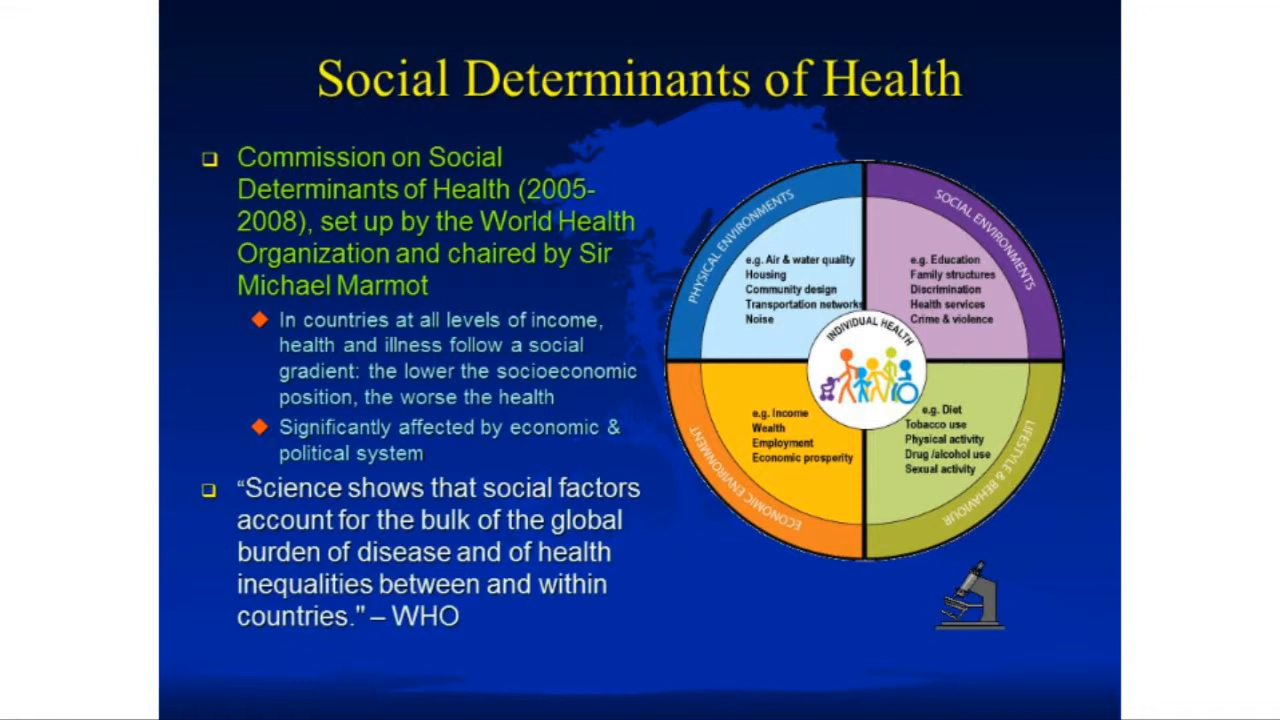 Social Determinants of Health
Commission on Social
Determinants of Health (2005-
2008), set up by the World Health
Organization and chaired by Sir
Michael Marmot
In countries at all levels of income,
health and illness follow a social
gradient: the lower the socioeconomic
position, the worse the health
Significantly affected by economic &
political system
“Science shows that social factors
account for the bulk of the global
burden of disease and of health
inequalities between and within
countries." – WHO
PHYSICAL ENVIRONMENTS
e.g. Air & water quality
Housing
Community design
Transportation networks
Noise
SOCIAL ENVIRONMENTS
e.g. Education
Family structures
Discrimination
Health services
Crime & violence
INDIVIDUAL HEALTH
ECONOMIC ENVIRONMENT
e.g. Income
Wealth
Employment
Economic prosperity
LIFESTYLE & BEHAVIOUR
e.g. Diet
Tobacco use
Physical activity
Drug /alcohol use
Sexual activity